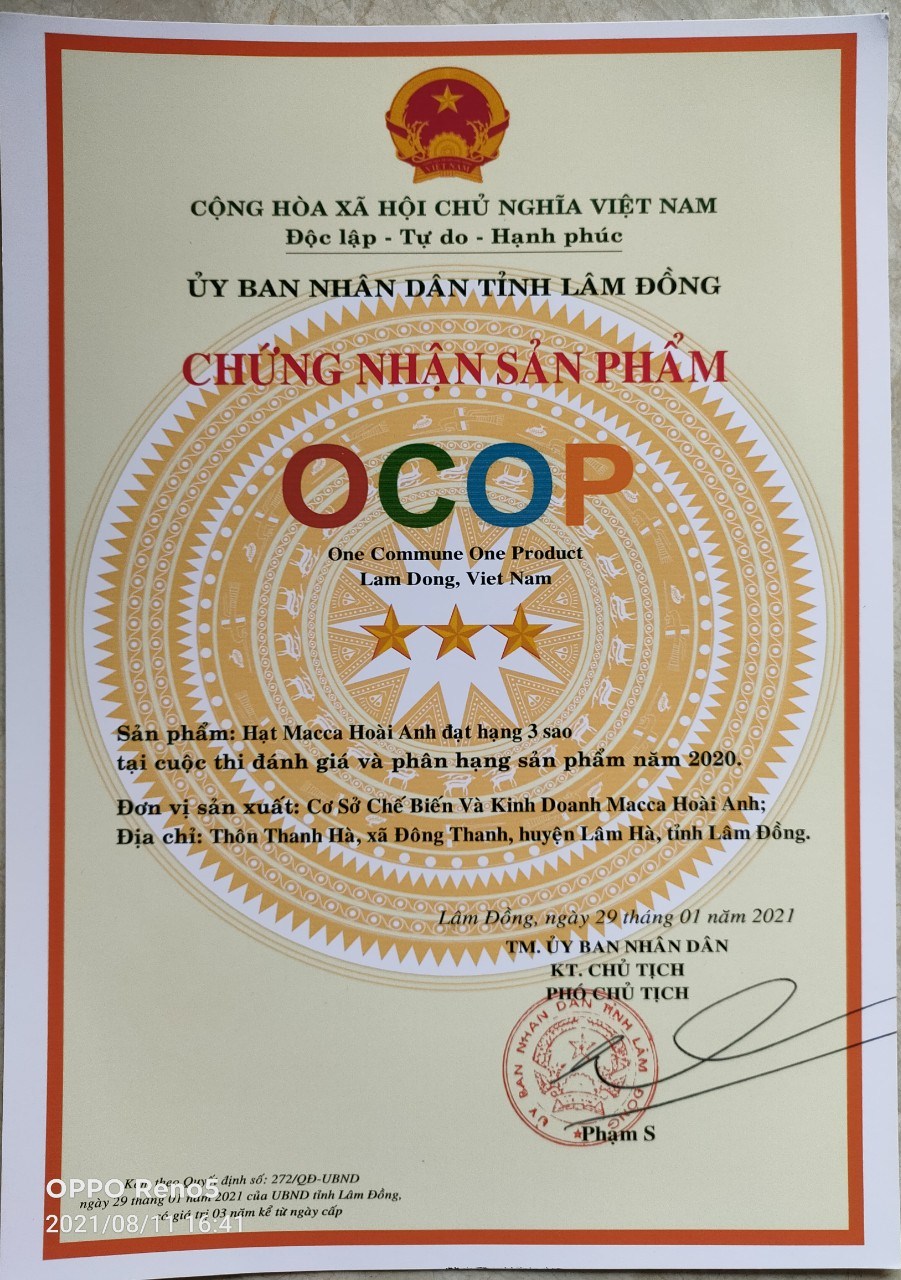 VIỆT NAM
CỘNG HÒA XÃ HỘI CHỦ NGHĨA VIỆT NAM
Độc lập - Tự do - Hạnh phúc
ỦY BAN NHÂN DÂN TỈNH LÂM ĐỒNG
CHỨNG NHẬN SẢN PHẨM
OCOP
One Commune One Product
Lam Dong, Viet Nam
Sản phẩm: Hạt Macca Hoài Anh đạt hạng 3 sao
tại cuộc thi đánh giá và phân hạng sản phẩm năm 2020.
Đơn vị sản xuất: Cơ Sở Chế Biến Và Kinh Doanh Macca Hoài Anh;
Địa chỉ: Thôn Thanh Hà, xã Đông Thanh, huyện Lâm Hà, tỉnh Lâm Đồng.
Lâm Đồng, ngày 29 tháng 01 năm 2021
TM. ỦY BAN NHÂN DÂN
KT. CHỦ TỊCH
PHÓ CHỦ TỊCH
ỦY BAN NHÂN DÂN TỈNH LÂM ĐỒNG
Phạm S
Kèm theo Quyết định số: 272/QĐ-UBND
ngày 29 tháng 01 năm 2021 của UBND tỉnh Lâm Đồng,
có giá trị 03 năm kể từ ngày cấp
OPPO Reno5
2021/08/11 16:41